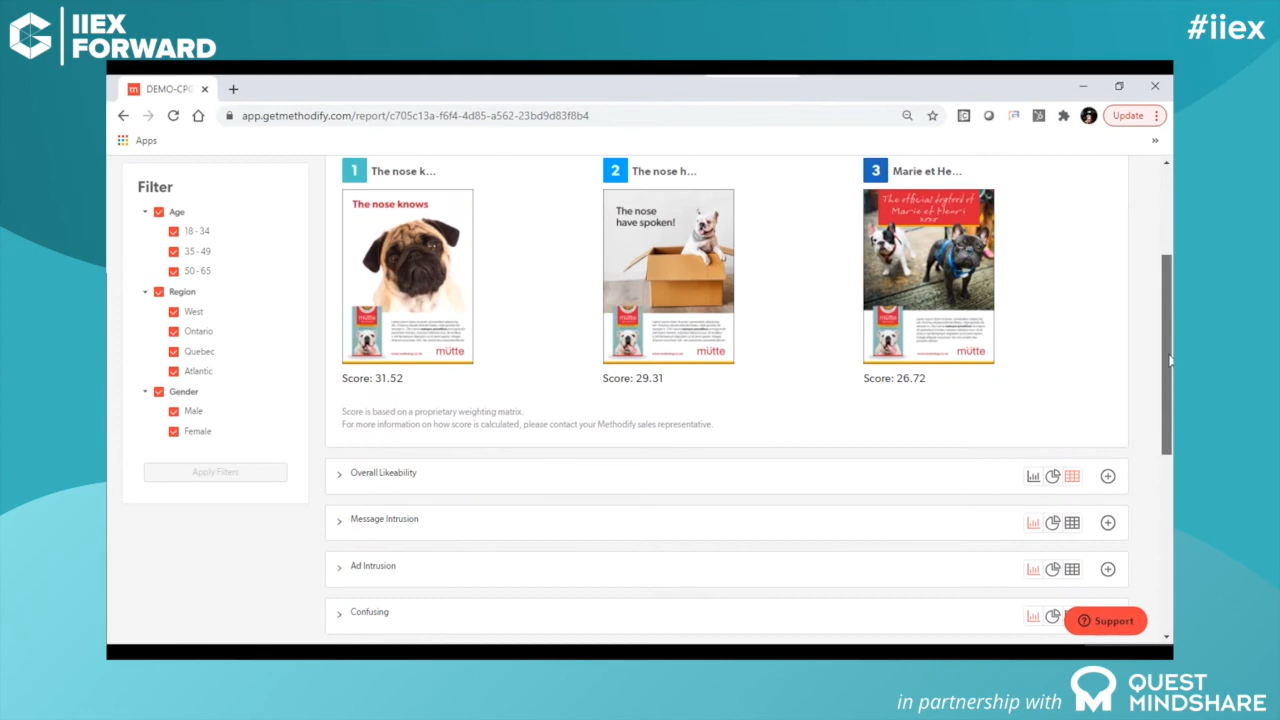 IIEX
FORWARD
#iiex
DEMO-CPG
app.getmethodify.com/report/c705c13a-f6f4-4d85-a562-23bd9d83f8b4
Update
Apps
Filter
Age
18 - 34
35 - 49
50 - 65
Region
West
Ontario
Quebec
Atlantic
Gender
Male
Female
Apply Filters
1 The nose k...
The nose knows
mütte
mütte
Score: 31.52
2 The nose h...
The nose
have spoken!
mütte
mütte
Score: 29.31
3 Marie et He...
The official dogfood of
Marie et Henri
mütte
mütte
Score: 26.72
Score is based on a proprietary weighting matrix.
For more information on how score is calculated, please contact your Methodify sales representative.
Overall Likeability
Message Intrusion
Ad Intrusion
Confusing
Support
in partnership with
QUEST
MINDSHARE